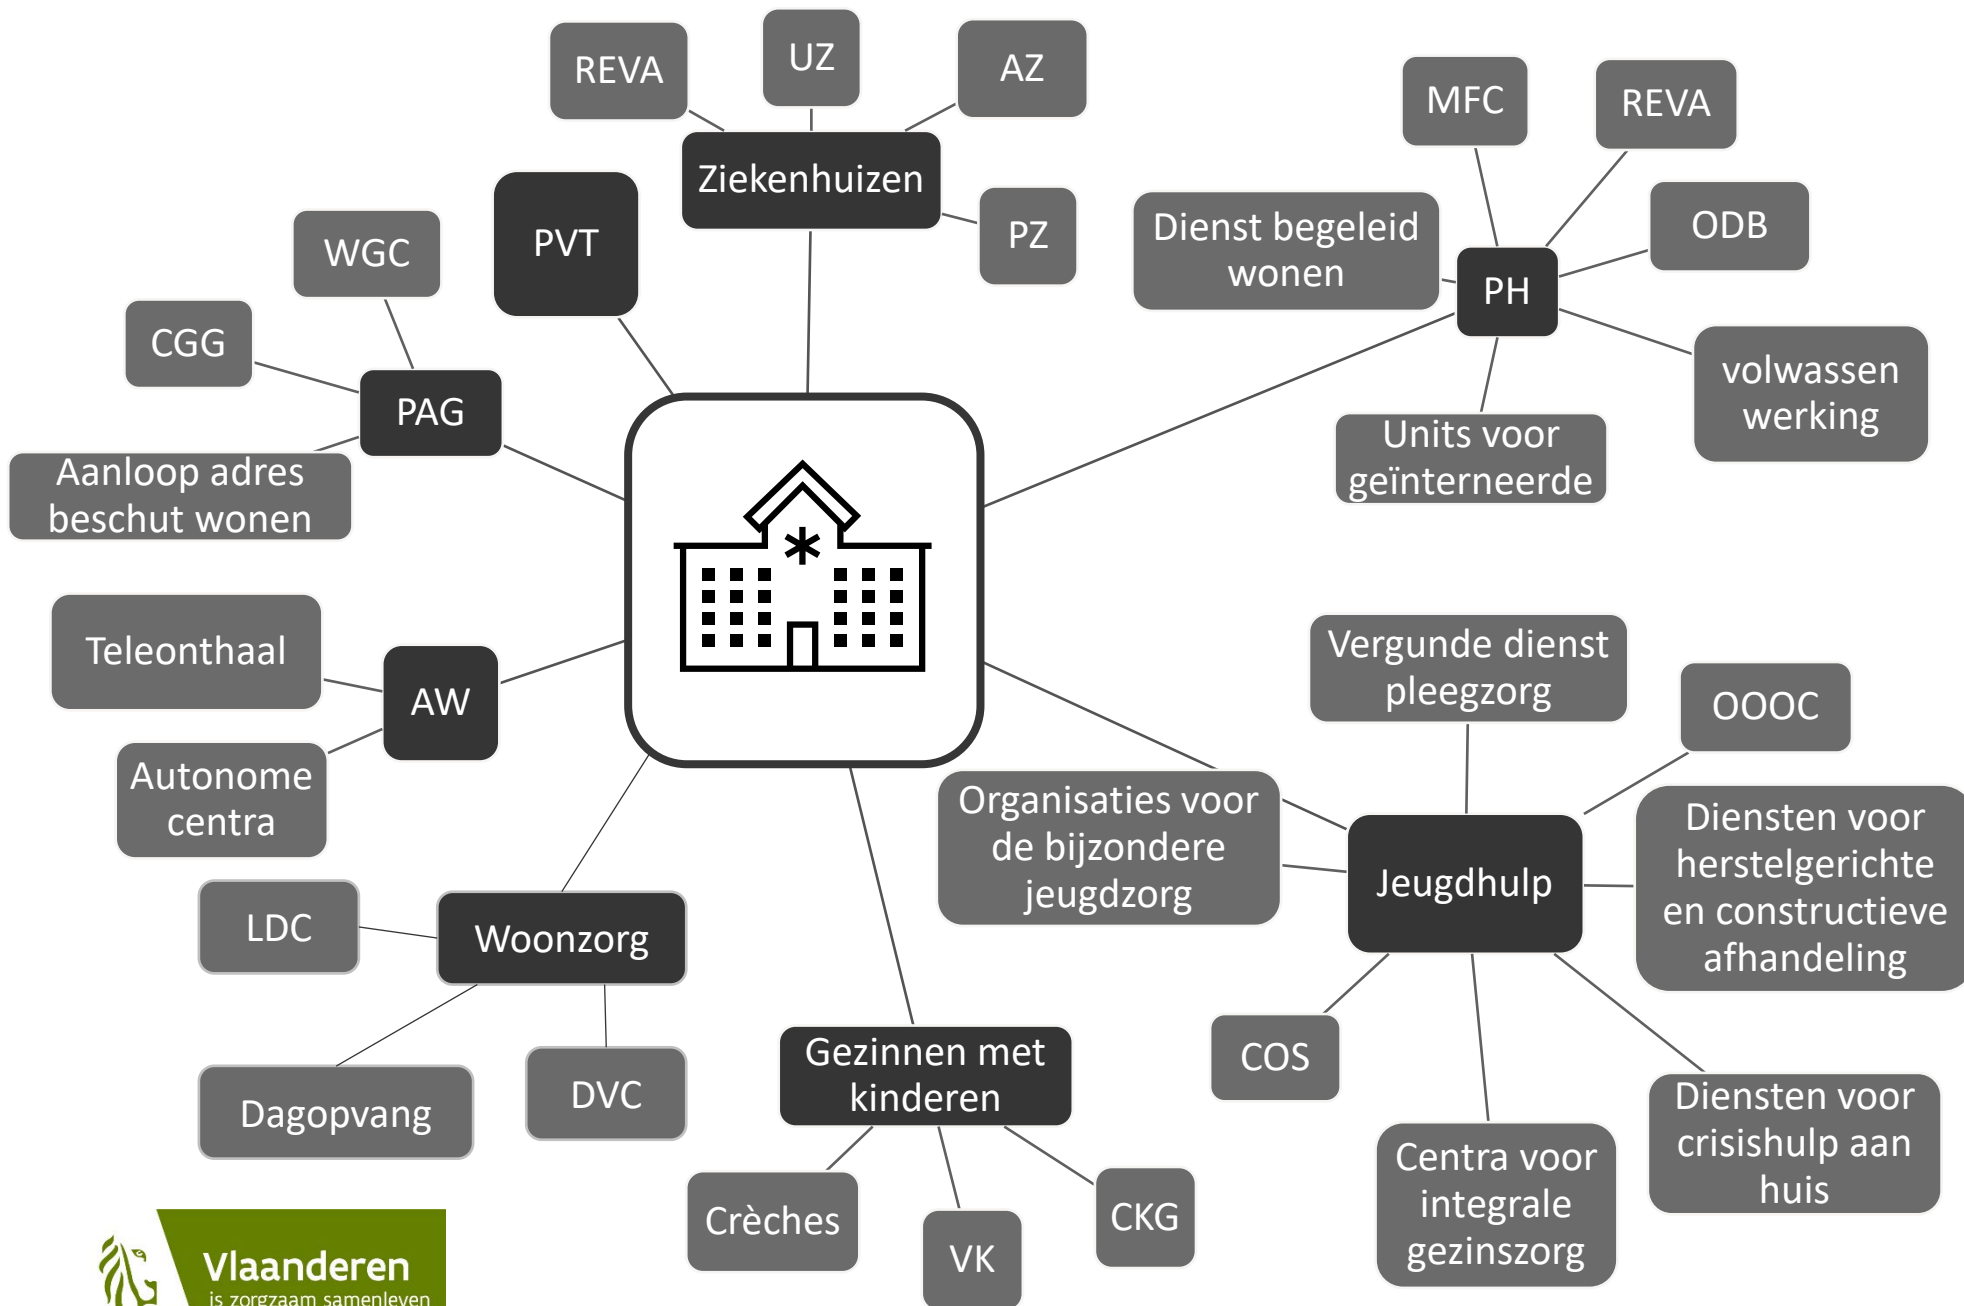 REVA
UZ
AZ
Ziekenhuizen
PZ
PVT
WGC
CGG
PAG
Aanloop adres
beschut wonen
MFC
REVA
Dienst begeleid
wonen
ODB
PH
volwassen
werking
Units voor
geïnterneerde
Teleonthaal
AW
Autonome
centra
LDC
Woonzorg
Dagopvang
DVC
Gezinnen met
kinderen
Crèches
VK
CKG
Vergunde dienst
pleegzorg
OOOC
Organisaties voor
de bijzondere
jeugdzorg
Jeugdhulp
Diensten voor
herstelgerichte
en constructieve
afhandeling
COS
Centra voor
integrale
gezinszorg
Diensten voor
crisishulp aan
huis
Vlaanderen
is zorgzaam samenleven